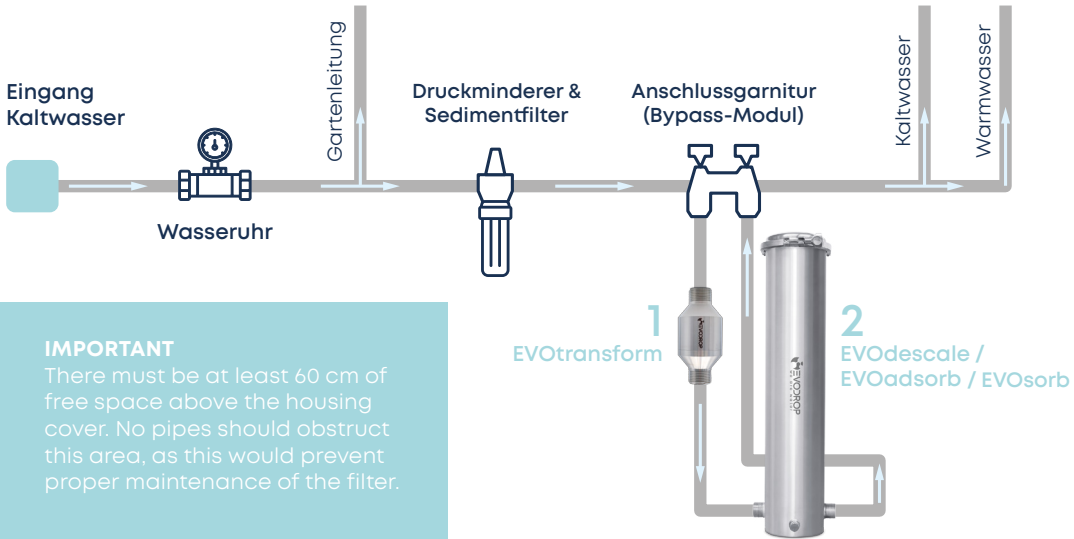 Eingang
Kaltwasser
Wasseruhr
Gartenleitung
Druckminderer &
Sedimentfilter
Anschlussgarnitur
(Bypass-Modul)
Kaltwasser
Warmwasser
1
EVOtransform
2
EVOdescale /
EVOadsorb / EVOsorb
EVODROP
IMPORTANT
There must be at least 60 cm of
free space above the housing
cover. No pipes should obstruct
this area, as this would prevent
proper maintenance of the filter.